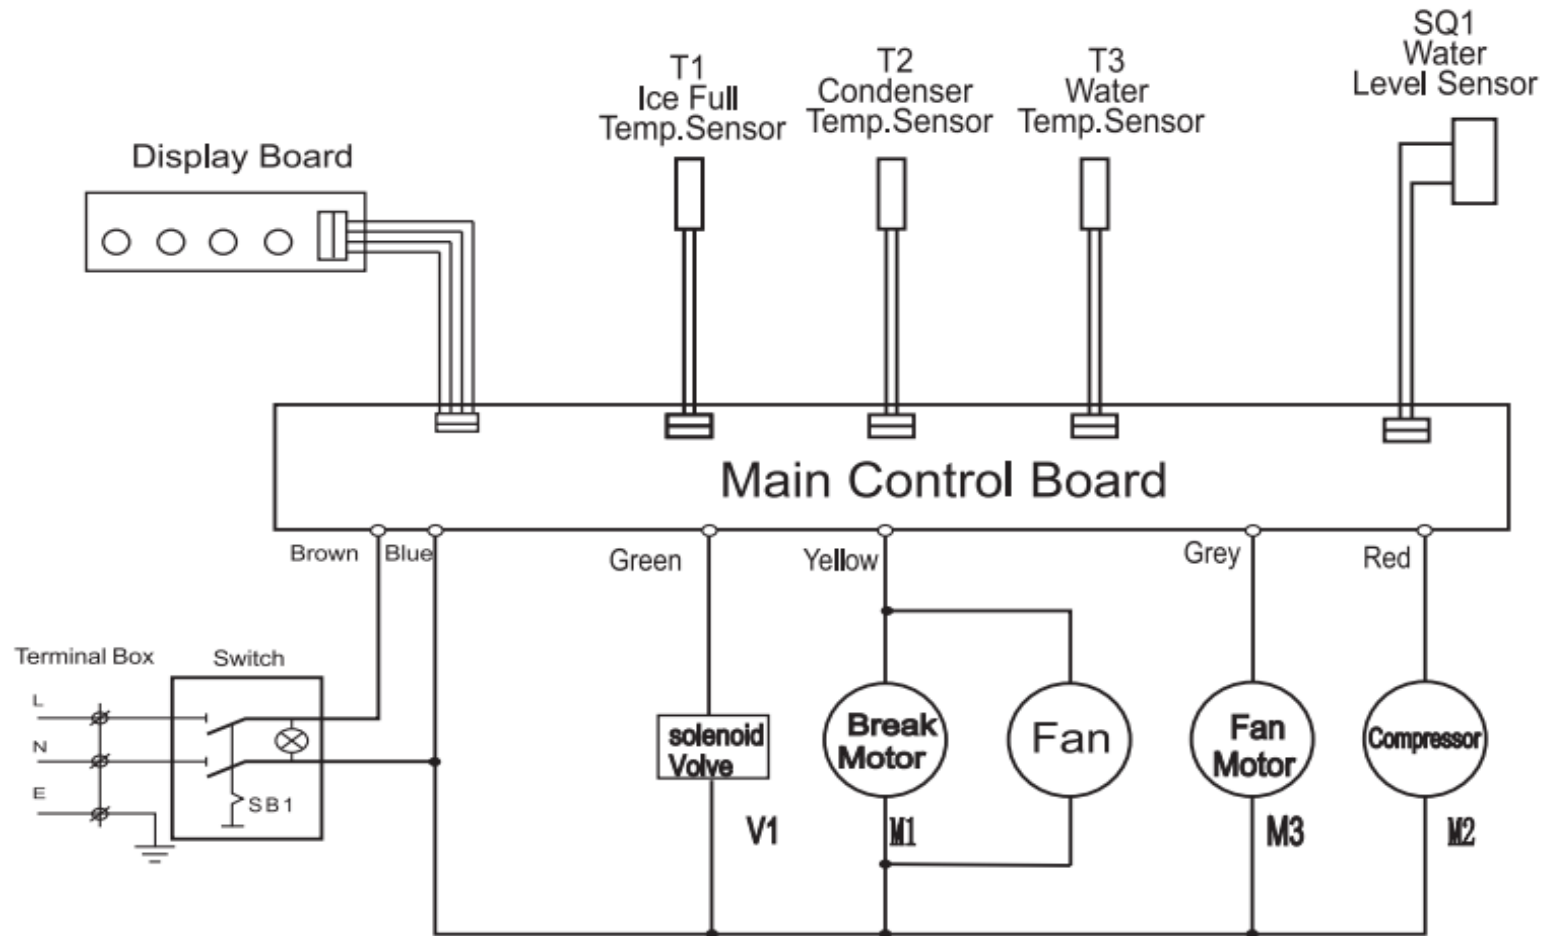 SQ1
Water
Level Sensor
T1
Ice Full
Temp.Sensor
T2
Condenser
Temp.Sensor
T3
Water
Temp.Sensor
Display Board
Main Control Board
Brown
Blue
Green
Yellow
Grey
Red
Terminal Box
Switch
L
N
E
SB1
solenoid
Volve
V1
Break
Motor
M1
Fan
Fan
Motor
M3
Compressor
M2